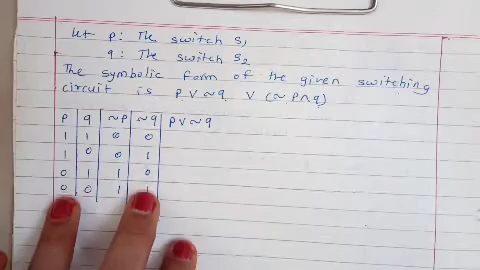 Let p: The switch S₁
q: The switch S₂
The symbolic form of the given switching
circuit is p ∨ ~q ∨ (~p ∧ q)
p q ~p ~q p ∨ ~q
1 1 0 0
1 0 0 1
0 1 1 0
0 0 1 1